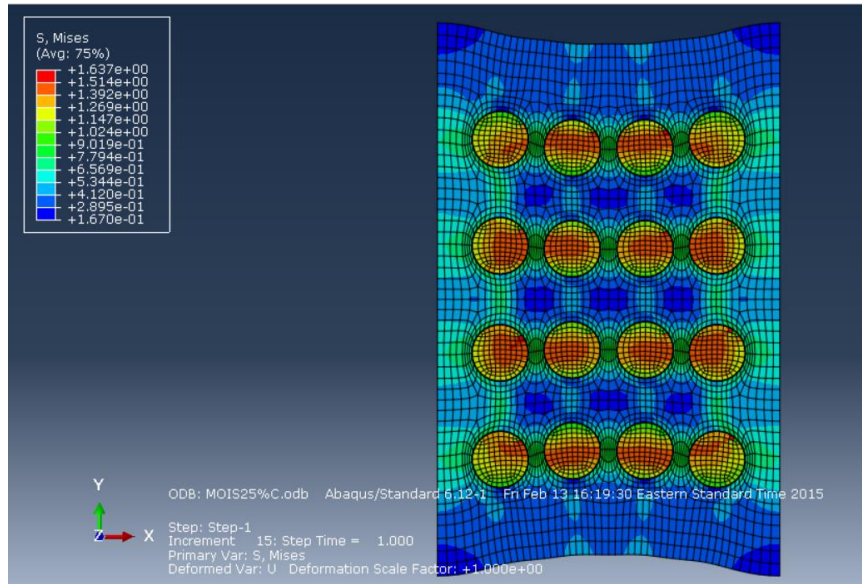 S, Mises
(Avg: 75%)
+1.637e+00
+1.514e+00
+1.392e+00
+1.269e+00
+1.147e+00
+1.024e+00
+9.019e-01
+7.794e-01
+6.569e-01
+5.344e-01
+4.120e-01
+2.895e-01
+1.670e-01
Y
Z X
ODB: MOIS25%C.odb Abaqus/Standard 6.12-1 Fri Feb 13 16:19:30 Eastern Standard Time 2015
Step: Step-1
Increment 15: Step Time = 1.000
Primary Var: S, Mises
Deformed Var: U Deformation Scale Factor: +1.000e+00